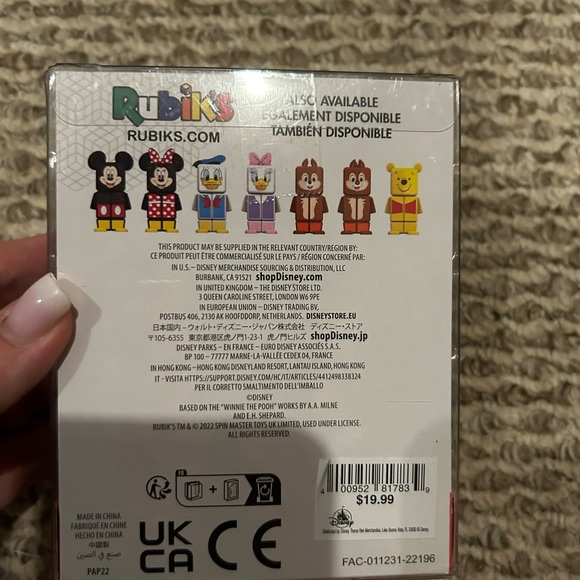 Rubik's
RUBIKS.COM
ALSO AVAILABLE
ÉGALEMENT DISPONIBLE
TAMBIÉN DISPONIBLE
THIS PRODUCT MAY BE SUPPLIED IN THE RELEVANT COUNTRY/REGION BY:
CE PRODUCT PEUT ÊTRE COMMERCIALISÉ SUR LE PAYS / RÉGION CONCERNÉ PAR:
IN U.S. – DISNEY MERCHANDISE SOURCING & DISTRIBUTION, LLC
BURBANK, CA 91521 shopDisney.com
IN UNITED KINGDOM – THE DISNEY STORE LTD.
3 QUEEN CAROLINE STREET, LONDON W6 9PE
IN EUROPEAN UNION – DISNEY TRADING BV,
POSTBUS 406, 2130 AK HOOFDDORP, NETHERLANDS. DISNEYSTORE.EU
日本国内–ウォルト・ディズニー・ジャパン株式会社 ディズニー・ストア
〒105-6355 東京都港区虎ノ門1-23-1 虎ノ門ヒルズ shopDisney.jp
DISNEY PARKS – EN FRANCE – EURO DISNEY ASSOCIÉS S.A.S.
BP 100 – 77777 MARNE-LA-VALLÉE CEDEX 04, FRANCE
IN HONG KONG – HONG KONG DISNEYLAND RESORT, LANTAU ISLAND, HONG KONG
IT - VISITA HTTPS://SUPPORT.DISNEY.COM/HC/IT/ARTICLES/4412498338324
PER IL CORRETTO SMALTIMENTO DELL'IMBALLO
©DISNEY
BASED ON THE "WINNIE THE POOH" WORKS BY A.A. MILNE
AND E.H. SHEPARD.
RUBIK'S TM & © 2022 SPIN MASTER TOYS UK LIMITED, USED UNDER LICENSE.
ALL RIGHTS RESERVED.
FR
4 00952 81783 9
$19.99
Disney
MADE IN CHINA
FABRIQUÉ EN CHINE
HECHO EN CHINA
中國製
صنع في الصين
PAP22
UK
CA
CE
FAC-011231-22196